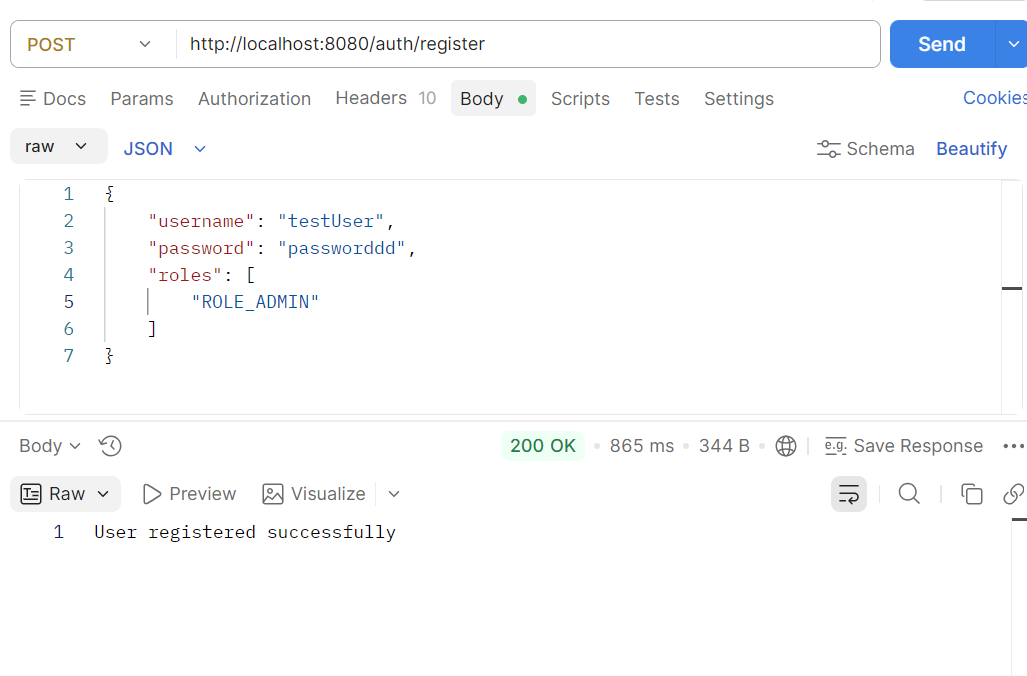 POST http://localhost:8080/auth/register Send
Docs Params Authorization Headers 10 Body Scripts Tests Settings Cookies
raw JSON Schema Beautify
1 {
2 "username": "testUser",
3 "password": "passworddd",
4 "roles": [
5 "ROLE_ADMIN"
6 ]
7 }
Body 200 OK 865 ms 344 B e.g. Save Response
Raw Preview Visualize
1 User registered successfully